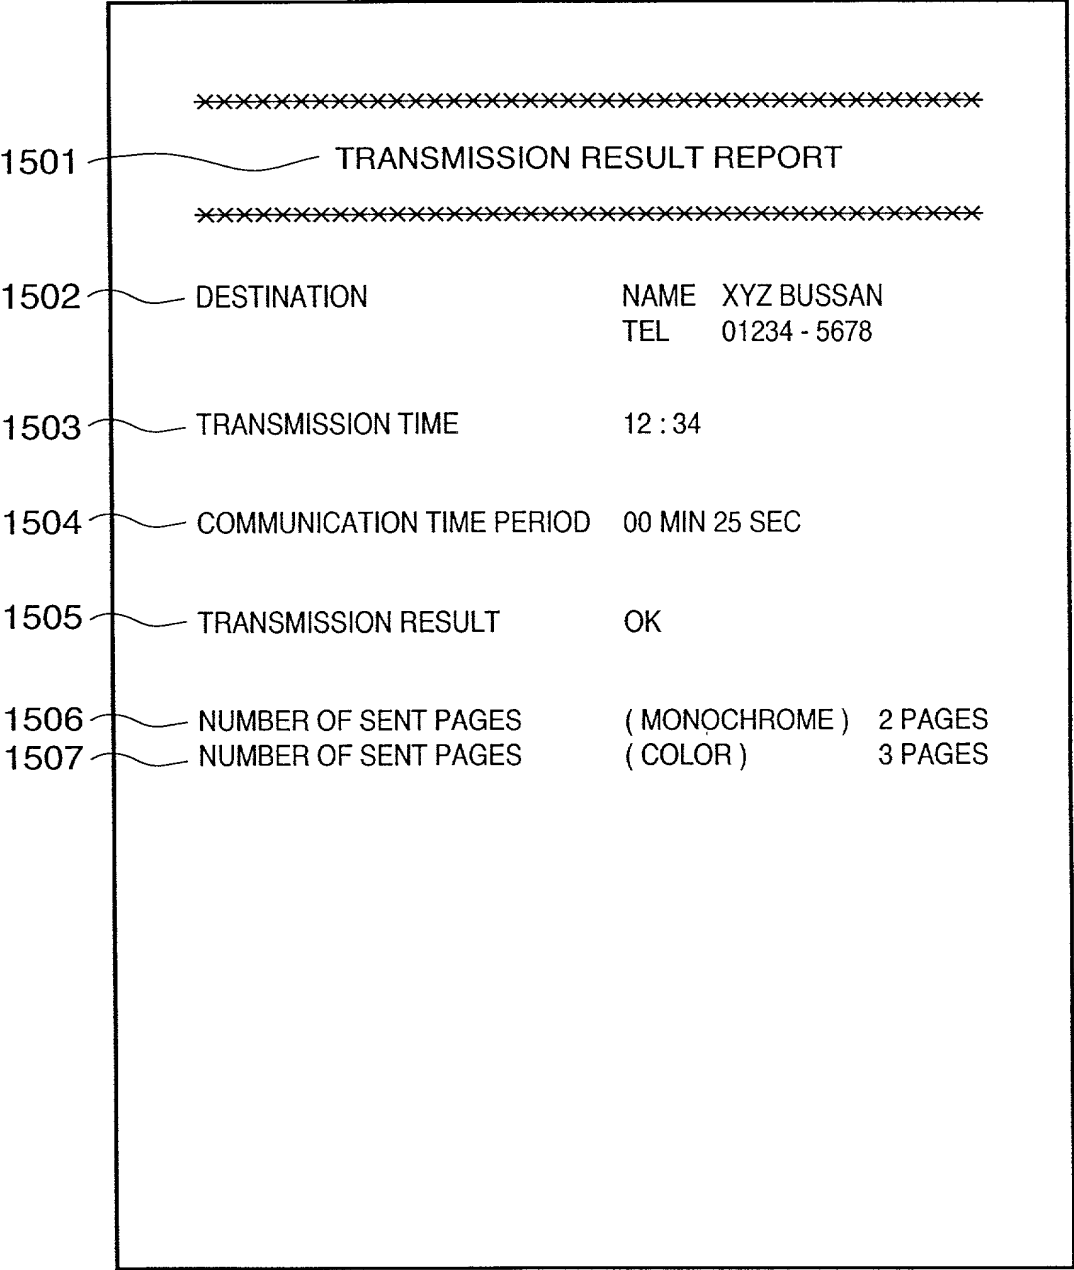 ✕✕✕✕✕✕✕✕✕✕✕✕✕✕✕✕✕✕✕✕✕✕✕✕✕✕✕✕✕✕✕✕✕✕✕✕✕✕✕✕
1501 TRANSMISSION RESULT REPORT
✕✕✕✕✕✕✕✕✕✕✕✕✕✕✕✕✕✕✕✕✕✕✕✕✕✕✕✕✕✕✕✕✕✕✕✕✕✕✕✕
1502 DESTINATION NAME XYZ BUSSAN
TEL 01234 - 5678
1503 TRANSMISSION TIME 12 : 34
1504 COMMUNICATION TIME PERIOD 00 MIN 25 SEC
1505 TRANSMISSION RESULT OK
1506 NUMBER OF SENT PAGES ( MONOCHROME ) 2 PAGES
1507 NUMBER OF SENT PAGES ( COLOR ) 3 PAGES